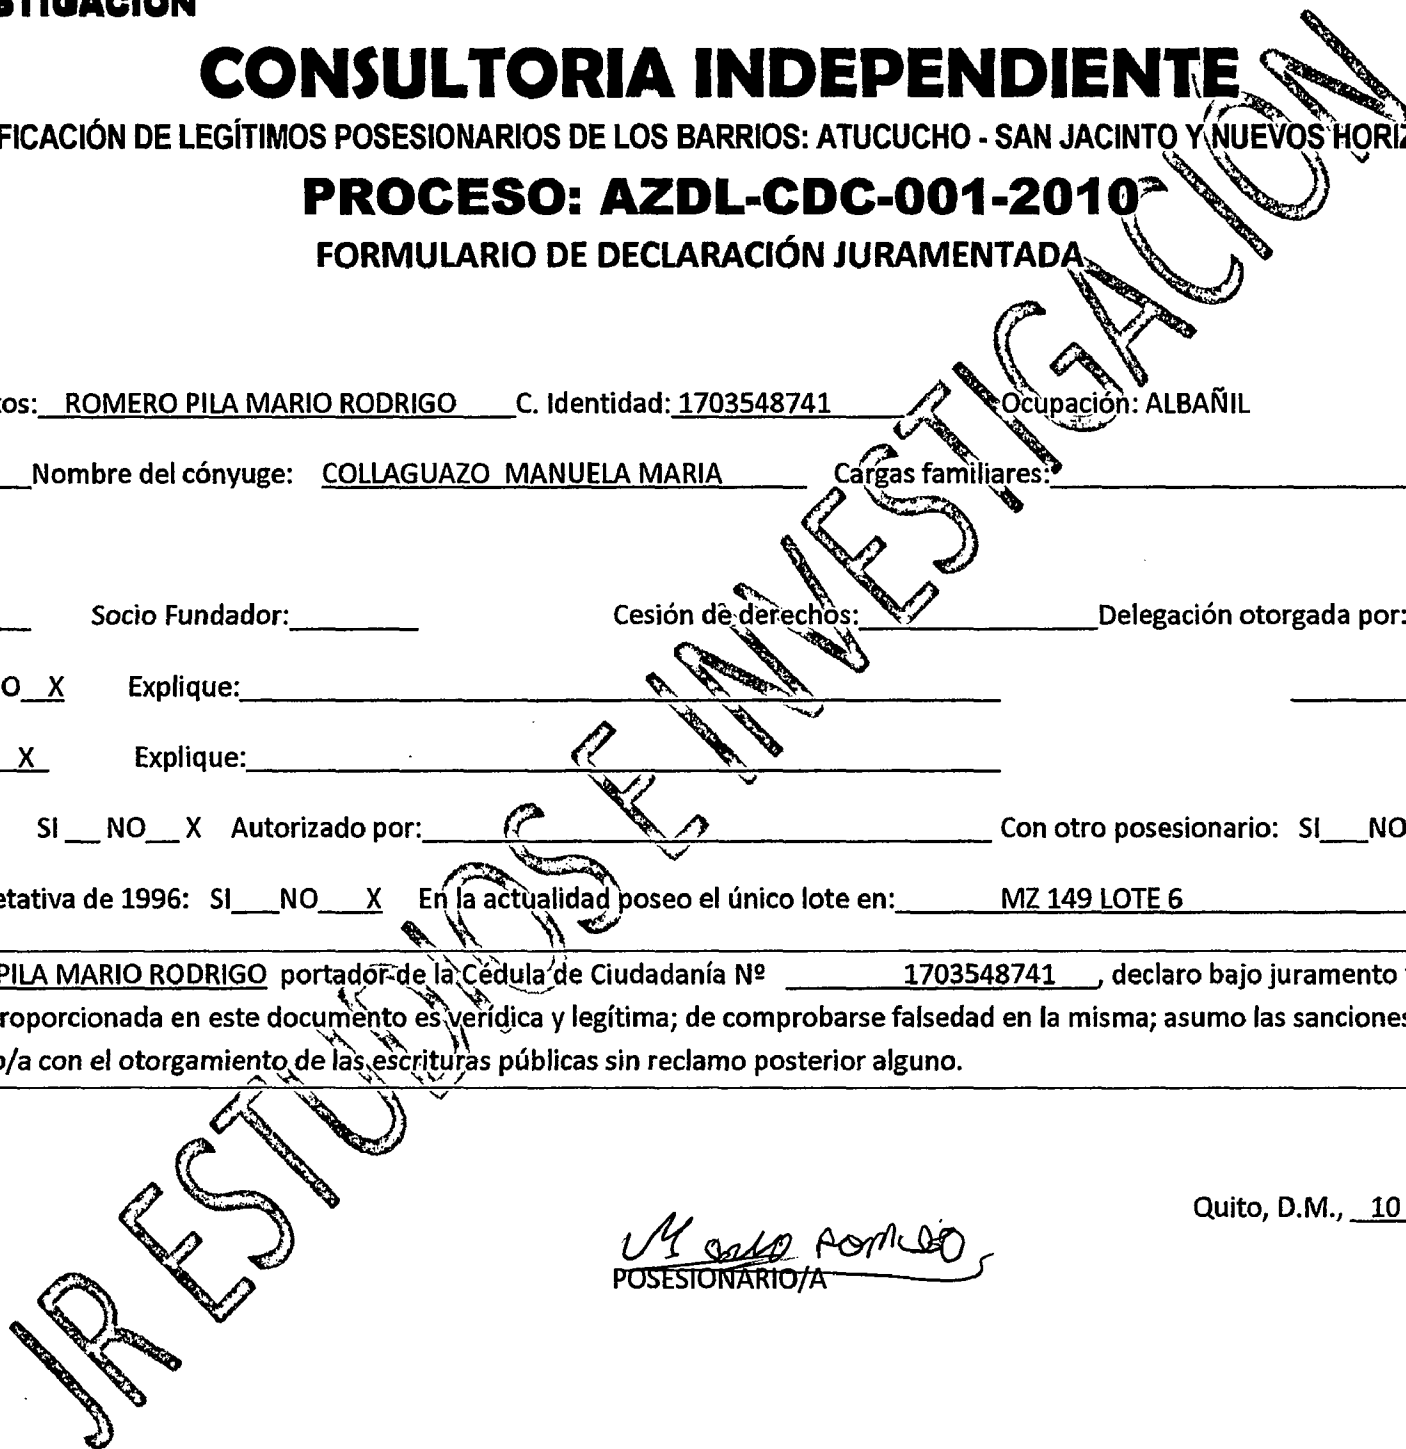 STIGACIÓN
CONSULTORIA INDEPENDIENTE
FICACIÓN DE LEGÍTIMOS POSESIONARIOS DE LOS BARRIOS: ATUCUCHO - SAN JACINTO Y NUEVOS HORIZ
PROCESO: AZDL-CDC-001-2010
FORMULARIO DE DECLARACIÓN JURAMENTADA
tos: ROMERO PILA MARIO RODRIGO C. Identidad: 1703548741 Ocupación: ALBAÑIL
Nombre del cónyuge: COLLAGUAZO MANUELA MARIA Cargas familiares:
Socio Fundador: Cesión de derechos: Delegación otorgada por:
O X Explique:
X Explique:
SI NO X Autorizado por: Con otro posesionario: SI NO
etativa de 1996: SI NO X En la actualidad poseo el único lote en: MZ 149 LOTE 6
PILA MARIO RODRIGO portador de la Cédula de Ciudadanía Nº 1703548741 , declaro bajo juramento
roporcionada en este documento es verídica y legítima; de comprobarse falsedad en la misma; asumo las sanciones
o/a con el otorgamiento de las escrituras públicas sin reclamo posterior alguno.
Quito, D.M., 10
Mario Romero
POSESIONARIO/A
JR ESTUDIOS E INVESTIGACION